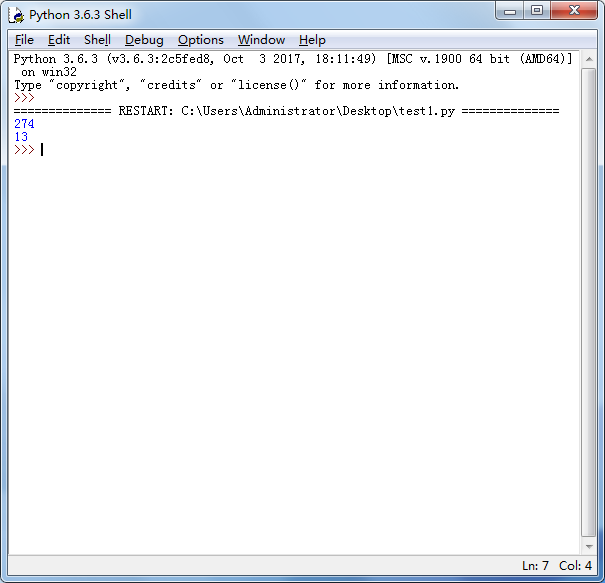 Python 3.6.3 Shell
File Edit Shell Debug Options Window Help
Python 3.6.3 (v3.6.3:2c5fed8, Oct  3 2017, 18:11:49) [MSC v.1900 64 bit (AMD64)]
 on win32
Type "copyright", "credits" or "license()" for more information.
>>>
============== RESTART: C:\Users\Administrator\Desktop\test1.py ==============
274
13
>>>
Ln: 7 Col: 4